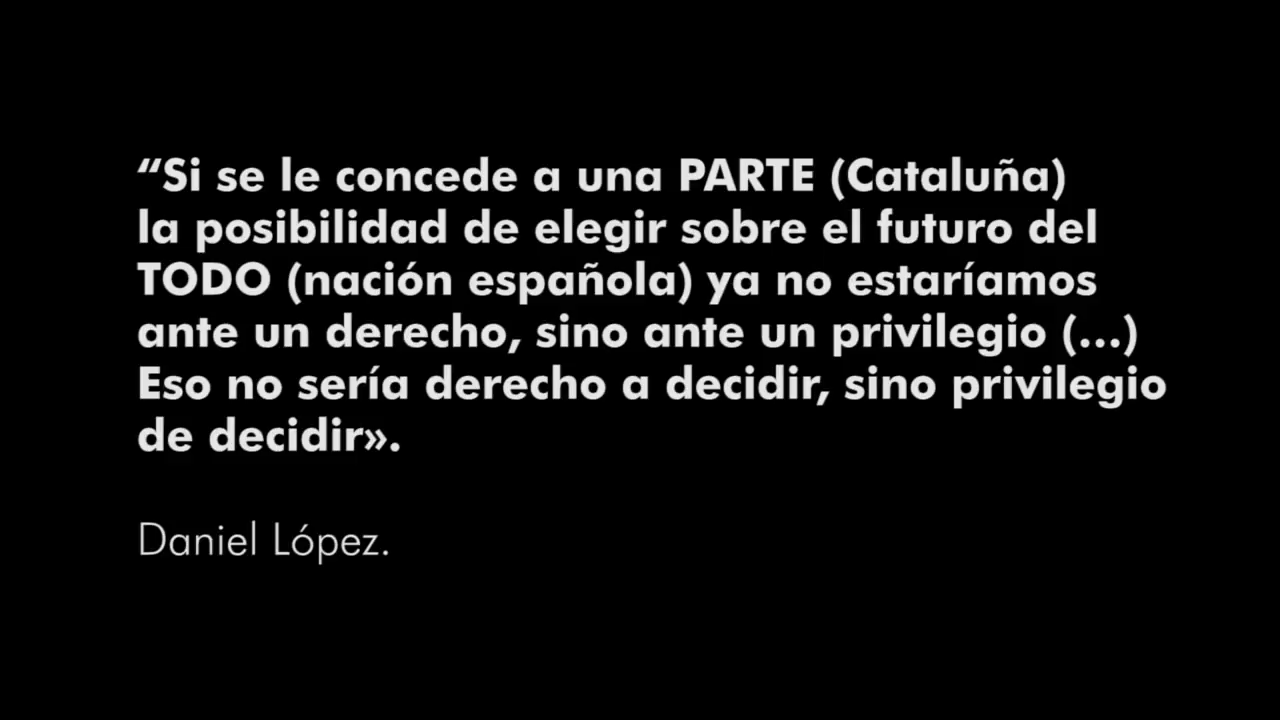 “Si se le concede a una PARTE (Cataluña)
la posibilidad de elegir sobre el futuro del
TODO (nación española) ya no estaríamos
ante un derecho, sino ante un privilegio (...)
Eso no sería derecho a decidir, sino privilegio
de decidir».
Daniel López.